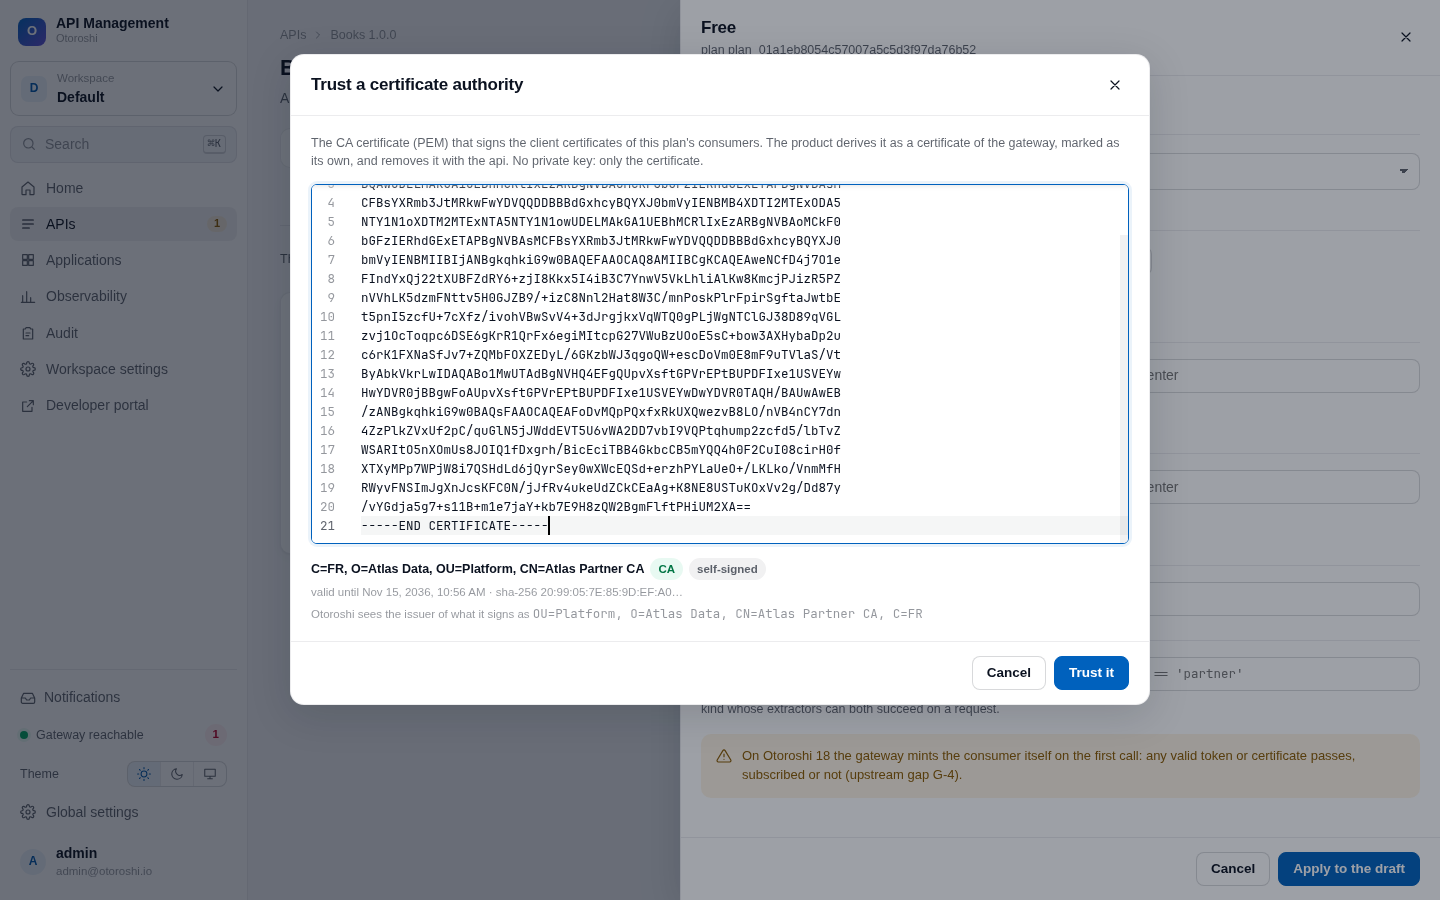 API Management
Otoroshi
Workspace
D
Default
Search
⌘K
Home
APIs
1
Applications
Observability
Audit
Workspace settings
Developer portal
Notifications
Gateway reachable
1
Theme
Global settings
A
admin
admin@otoroshi.io
APIs
Books 1.0.0
Free
plan plan_01a1eb8054c57007a5c5d3f97da76b52
Trust a certificate authority
The CA certificate (PEM) that signs the client certificates of this plan's consumers. The product derives it as a certificate of the gateway, marked as
its own, and removes it with the api. No private key: only the certificate.
4 CFBsYXRmb3JtMRkwFwYDVQQDDBBBdGxhcyBQYXJ0bmVyIENBMB4XDTI2MTExODA5
5 NTY1N1oXDTM2MTExNTA5NTY1N1owUDELMAkGA1UEBhMCRlIxEzARBgNVBAoMCkF0
6 bGFzIERhdGExETAPBgNVBAsMCFBsYXRmb3JtMRkwFwYDVQQDDBBBdGxhcyBQYXJ0
7 bmVyIENBMIIBIjANBgkqhkiG9w0BAQEFAAOCAQ8AMIIBCgKCAQEAweNCfD4j7O1e
8 FIndYxQj22tXUBFZdRY6+zjI8Kkx5I4iB3C7YnwV5VkLhliAlKw8KmcjPJizR5PZ
9 nVVhLK5dzmFNttv5H0GJZB9/+izC8Nnl2Hat8W3C/mnPoskPlrFpirSgftaJwtbE
10 t5pnI5zcfU+7cXfz/ivohVBwSvV4+3dJrgjkxVqWTQ0gPLjWgNTClGJ38D89qVGL
11 zvj1OcToqpc6DSE6gKrR1QrFx6egiMItcpG27VWuBzUOoE5sC+bow3AXHybaDp2u
12 c6rK1FXNaSfJv7+ZQMbFOXZEDyL/6GKzbWJ3qgoQW+escDoVm0E8mF9uTVlaS/Vt
13 ByAbkVkrLwIDAQABo1MwUTAdBgNVHQ4EFgQUpvXsftGPVrEPtBUPDFIxe1USVEYw
14 HwYDVR0jBBgwFoAUpvXsftGPVrEPtBUPDFIxe1USVEYwDwYDVR0TAQH/BAUwAwEB
15 /zANBgkqhkiG9w0BAQsFAAOCAQEAFoDvMQpPQxfxRkUXQwezvB8LO/nVB4nCY7dn
16 4ZzPlkZVxUf2pC/quGlN5jJWddEVT5U6vWA2DD7vbI9VQPtqhump2zcfd5/lbTvZ
17 WSARItO5nXOmUs8JOIQ1fDxgrh/BicEciTBB4GkbcCB5mYQQ4h0F2CuI08cirH0f
18 XTXyMPp7WPjW8i7QSHdLd6jQyrSey0wXWcEQSd+erzhPYLaUeO+/LKLko/VnmMfH
19 RWyvFNSImJgXnJcsKFC0N/jJfRv4ukeUdZCkCEaAg+K8NE8USTuKOxVv2g/Dd87y
20 /vYGdja5g7+s11B+m1e7jaY+kb7E9H8zQW2BgmFlftPHiUM2XA==
21 -----END CERTIFICATE-----
C=FR, O=Atlas Data, OU=Platform, CN=Atlas Partner CA CA self-signed
valid until Nov 15, 2036, 10:56 AM · sha-256 20:99:05:7E:85:9D:EF:A0…
Otoroshi sees the issuer of what it signs as OU=Platform, O=Atlas Data, CN=Atlas Partner CA, C=FR
Cancel
Trust it
== 'partner'
kind whose extractors can both succeed on a request.
On Otoroshi 18 the gateway mints the consumer itself on the first call: any valid token or certificate passes,
subscribed or not (upstream gap G-4).
Cancel
Apply to the draft